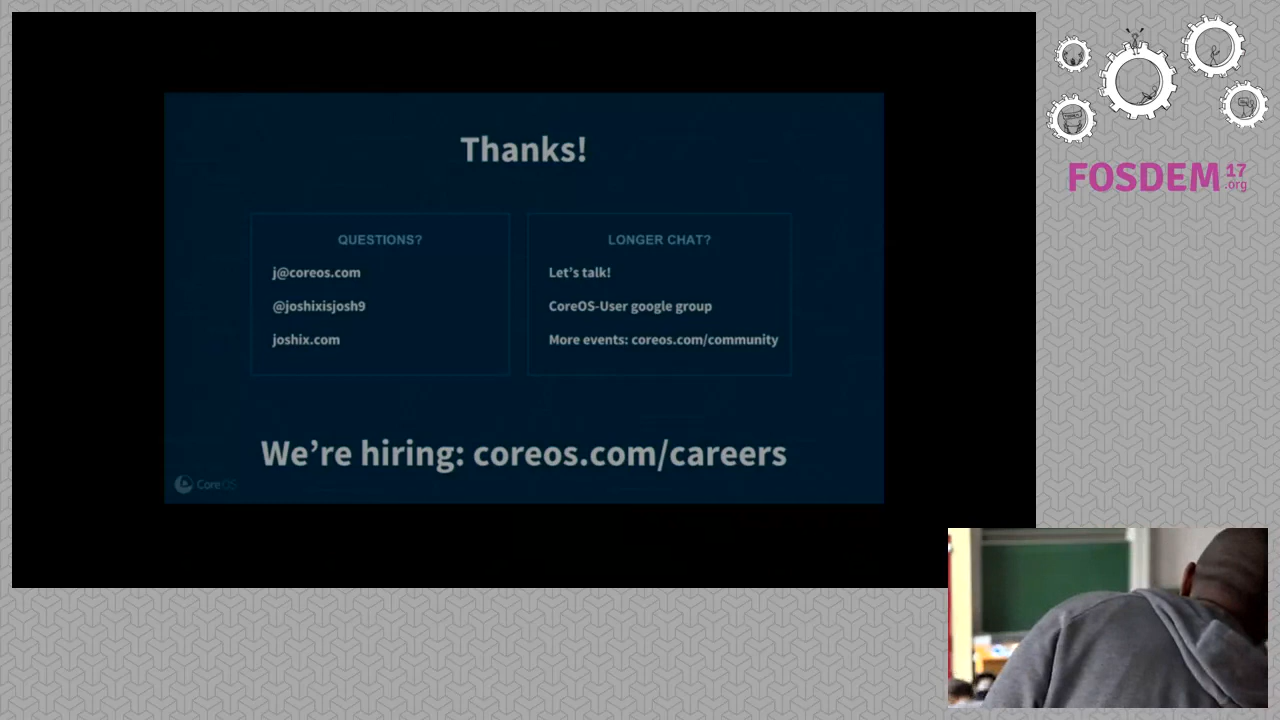 Thanks!
QUESTIONS?
j@coreos.com
@joshixisjosh9
joshix.com
LONGER CHAT?
Let’s talk!
CoreOS-User google group
More events: coreos.com/community
We’re hiring: coreos.com/careers
CoreOS
FOSDEM 17
.org